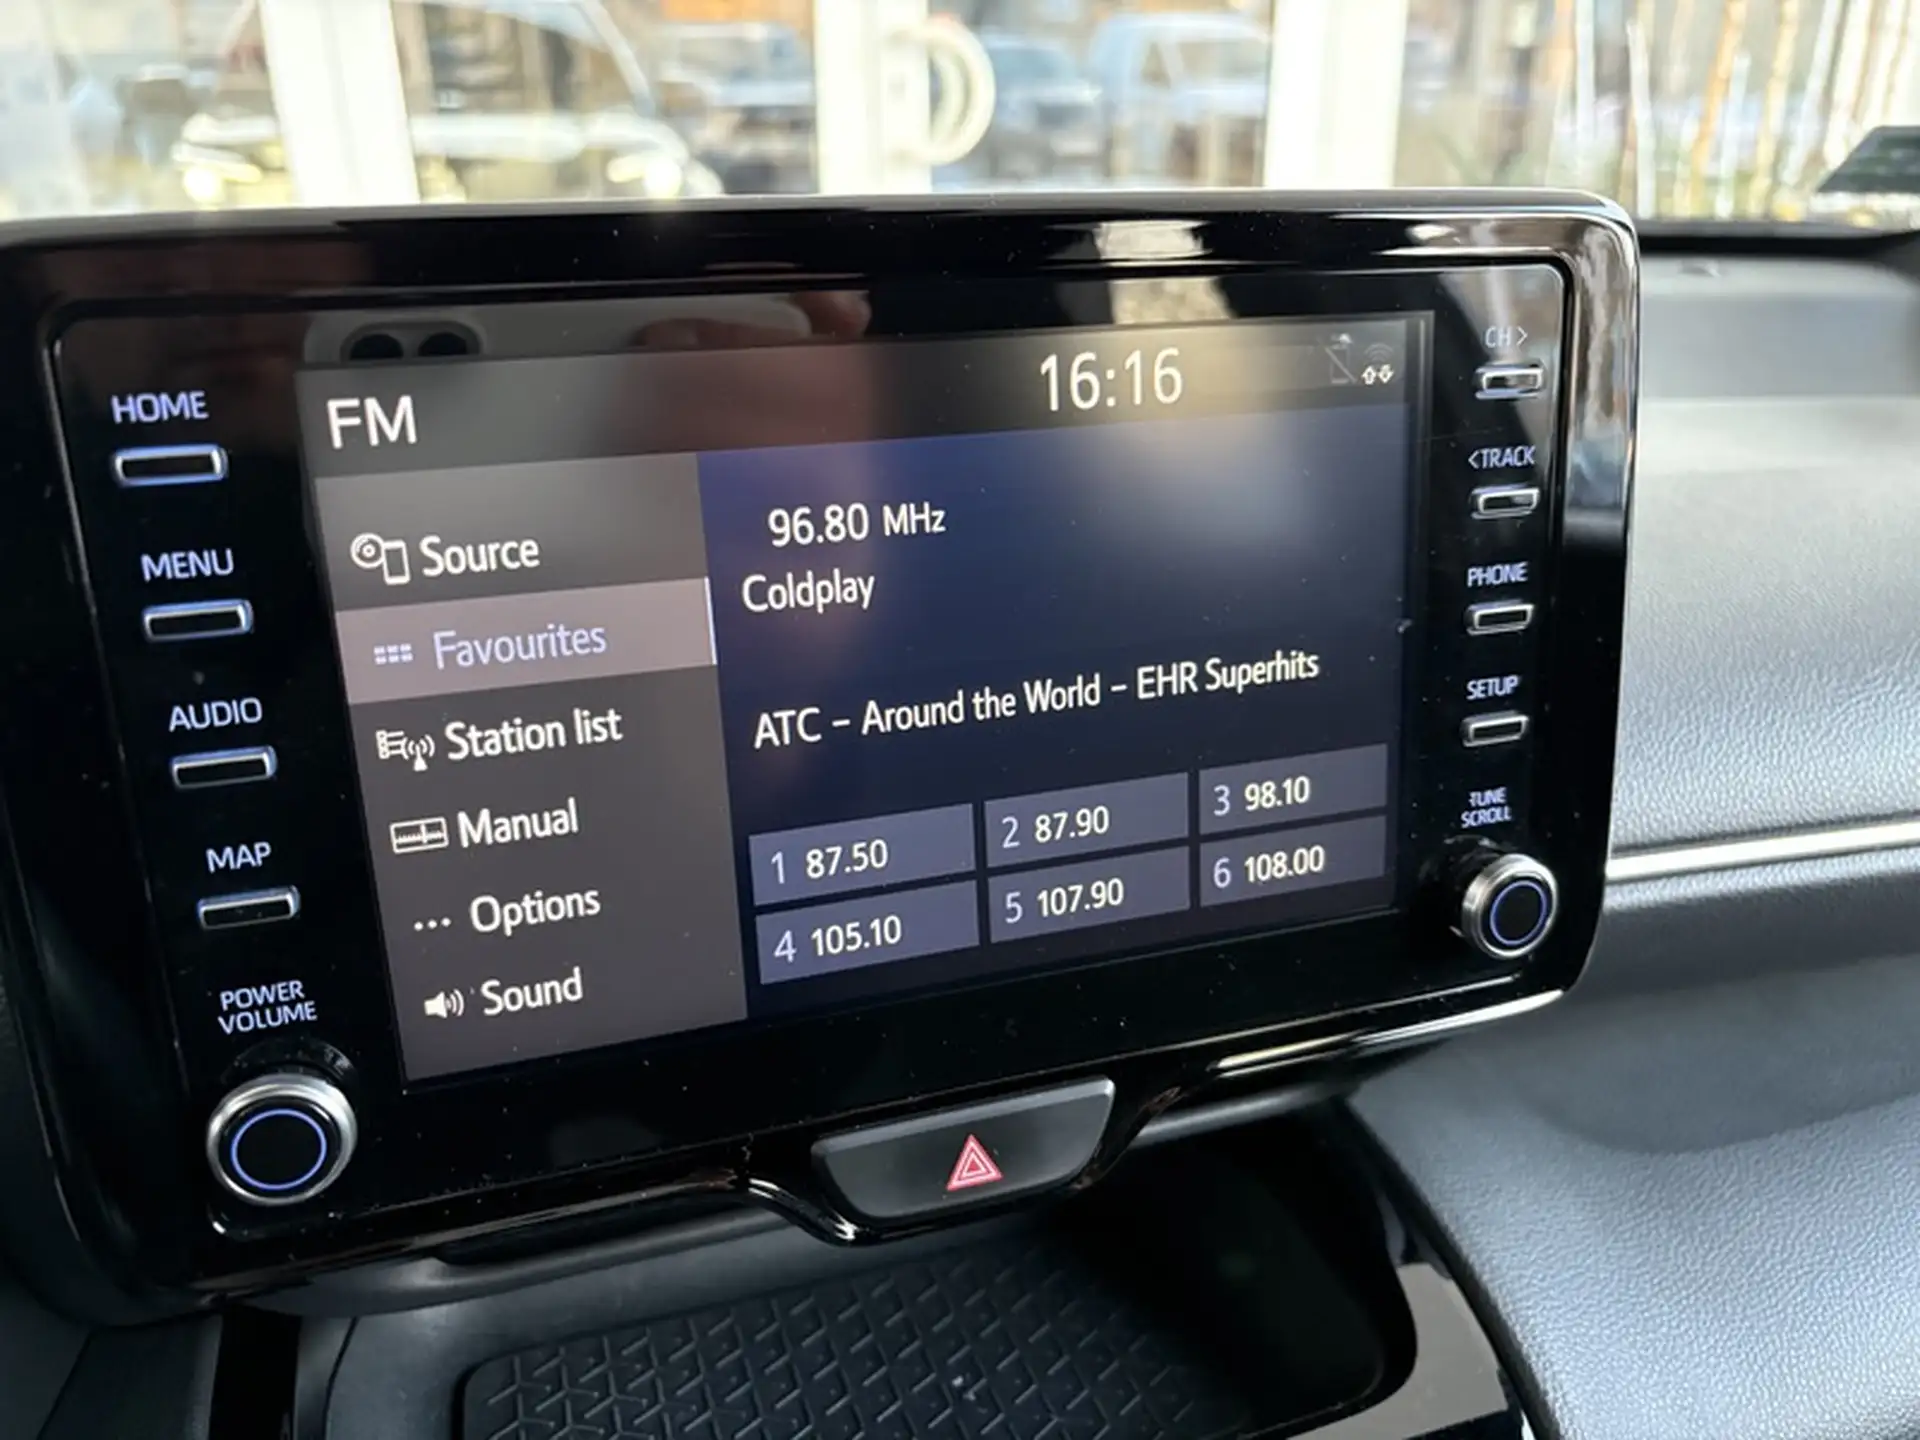 HOME
MENU
AUDIO
MAP
POWER
VOLUME
FM
16:16
Source
Favourites
Station list
Manual
Options
Sound
96.80 MHz
Coldplay
ATC – Around the World – EHR Superhits
1 87.50
2 87.90
3 98.10
4 105.10
5 107.90
6 108.00
CH>
<TRACK
PHONE
SETUP
TUNE
SCROLL